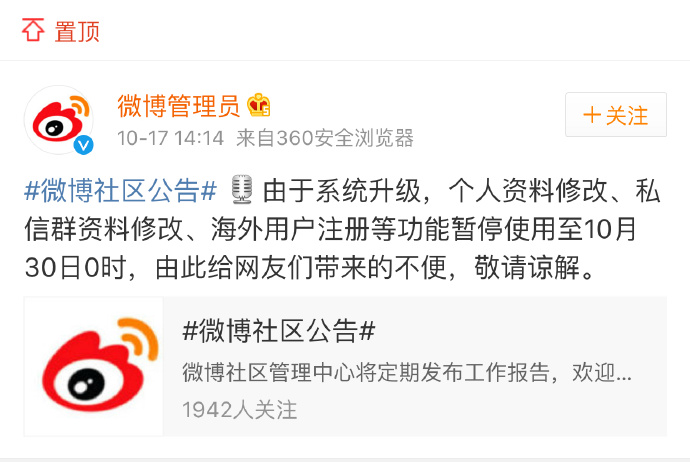 置顶
微博管理员
10-17 14:14 来自360安全浏览器
+关注
#微博社区公告# 由于系统升级，个人资料修改、私
信群资料修改、海外用户注册等功能暂停使用至10月
30日0时，由此给网友们带来的不便，敬请谅解。
#微博社区公告#
微博社区管理中心将定期发布工作报告，欢迎...
1942人关注